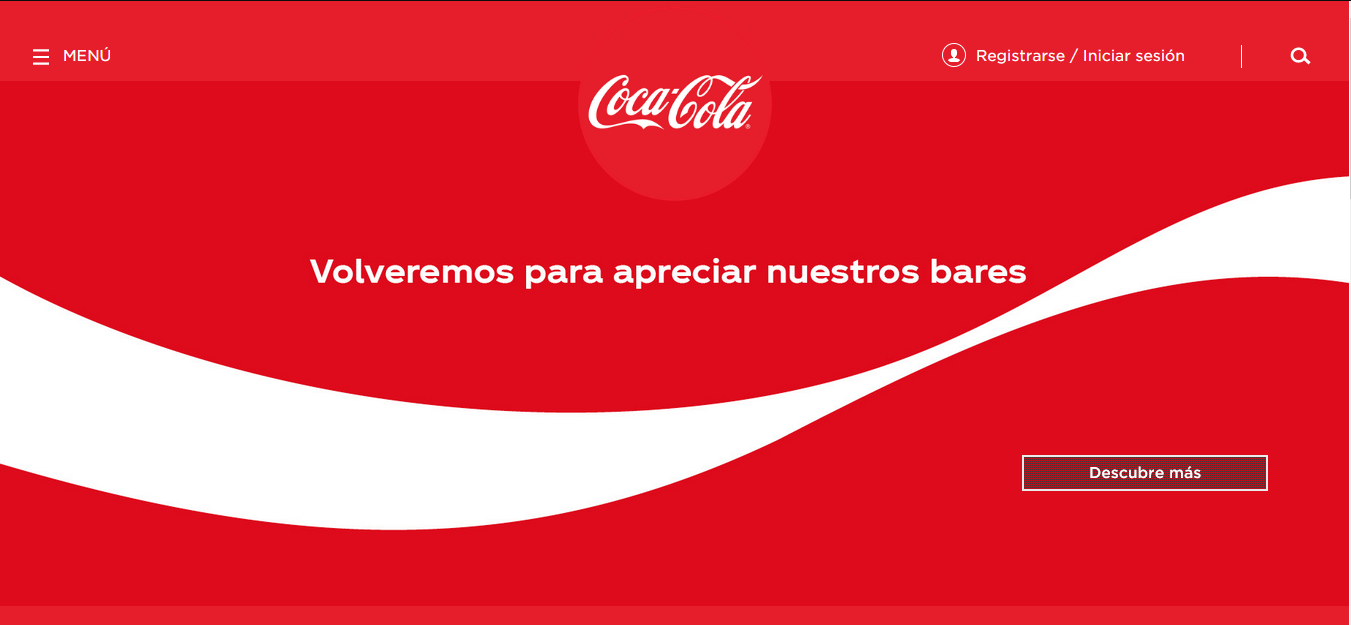 MENÚ
Registrarse / Iniciar sesión
Coca-Cola
Volveremos para apreciar nuestros bares
Descubre más